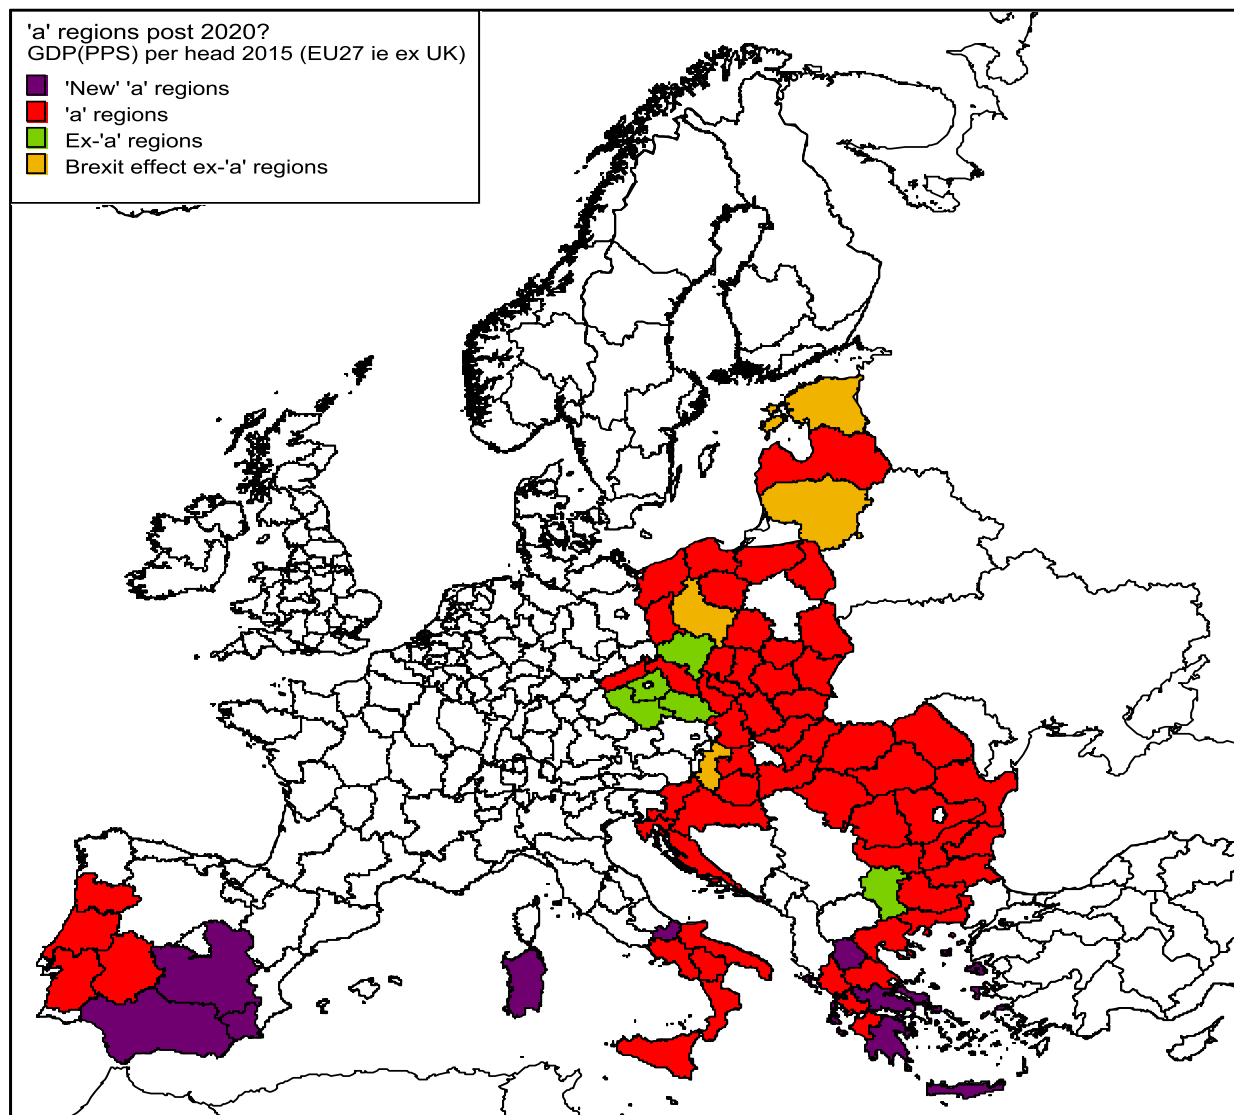 'a' regions post 2020?
GDP(PPS) per head 2015 (EU27 ie ex UK)
'New' 'a' regions
'a' regions
Ex-'a' regions
Brexit effect ex-'a' regions